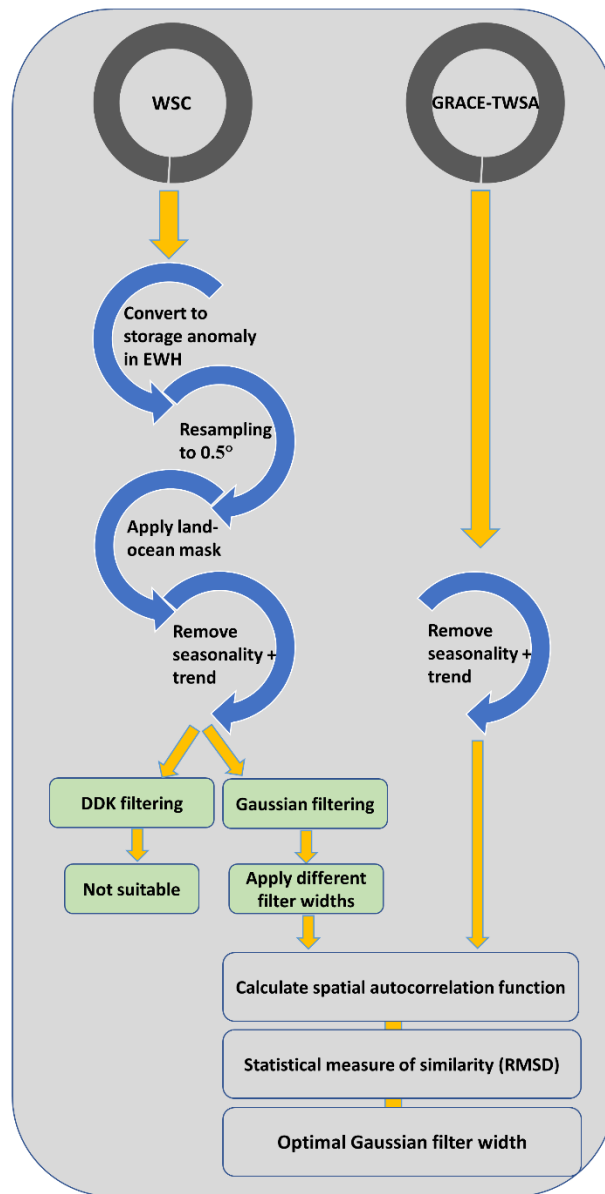 WSC
GRACE-TWSA
Convert to
storage anomaly
in EWH
Resampling
to 0.5°
Apply land-
ocean mask
Remove
seasonality +
trend
Remove
seasonality +
trend
DDK filtering
Gaussian filtering
Not suitable
Apply different
filter widths
Calculate spatial autocorrelation function
Statistical measure of similarity (RMSD)
Optimal Gaussian filter width